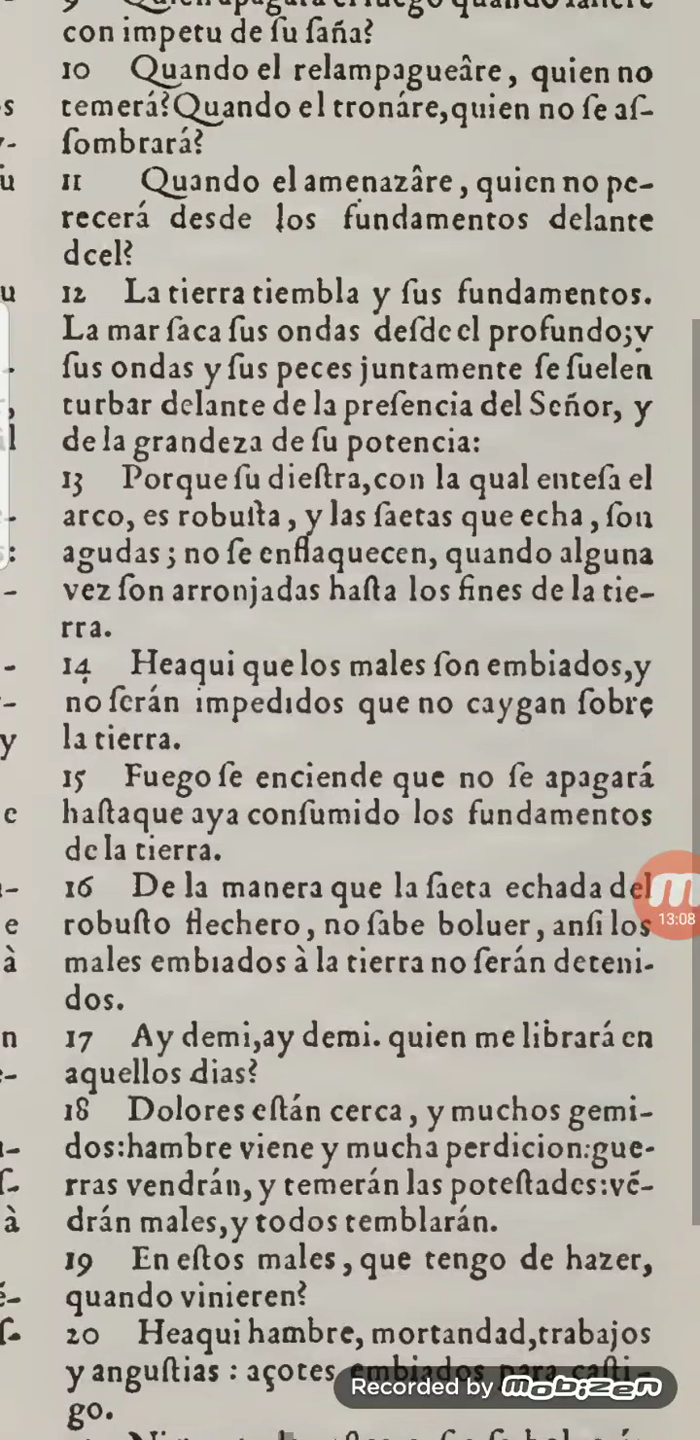 con impetu de ſu ſaña?
10 Quando el relampagueâre, quien no
temerá? Quando el tronáre, quien no ſe aſ-
ſombrará?
11 Quando el amenazâre, quien no pe-
recerá desde los fundamentos delante
deel?
12 La tierra tiembla y ſus fundamentos.
La mar ſaca ſus ondas deſde el profundo; y
ſus ondas y ſus peces juntamente ſe ſuelen
turbar delante de la preſencia del Señor, y
de la grandeza de ſu potencia:
13 Porque ſu dieſtra, con la qual enteſa el
arco, es robuſta, y las ſaetas que echa, ſon
agudas; no ſe enflaquecen, quando alguna
vez ſon arronjadas haſta los fines de la tie-
rra.
14 Heaqui que los males ſon embiados, y
no ſerán impedidos que no caygan ſobre
la tierra.
15 Fuego ſe enciende que no ſe apagará
haſtaque aya conſumido los fundamentos
de la tierra.
16 De la manera que la ſaeta echada del
robuſto flechero, no ſabe boluer, anſi los
males embiados à la tierra no ſerán deteni-
dos.
17 Ay demi, ay demi. quien me librará en
aquellos dias?
18 Dolores eſtán cerca, y muchos gemi-
dos: hambre viene y mucha perdicion: gue-
rras vendrán, y temerán las poteſtades: vẽ-
drán males, y todos temblarán.
19 En eſtos males, que tengo de hazer,
quando vinieren?
20 Heaqui hambre, mortandad, trabajos
y anguſtias: açotes embiados para caſti-
go.
13:08
Recorded by mobizen